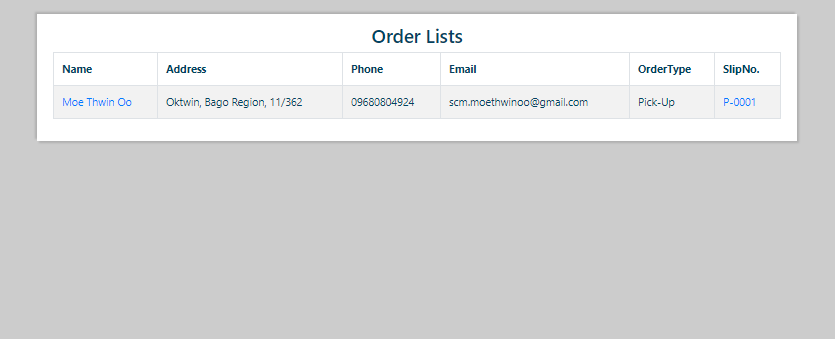 Order Lists
Name Address Phone Email OrderType SlipNo.
Moe Thwin Oo Oktwin, Bago Region, 11/362 09680804924 scm.moethwinoo@gmail.com Pick-Up P-0001